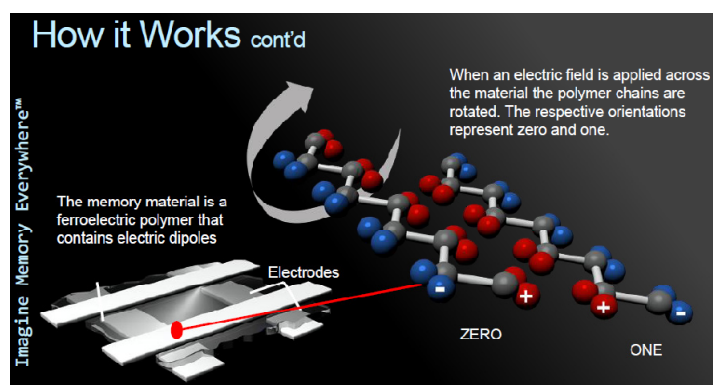 How it Works cont'd
When an electric field is applied across
the material the polymer chains are
rotated. The respective orientations
represent zero and one.
Imagine Memory Everywhere™
The memory material is a
ferroelectric polymer that
contains electric dipoles
Electrodes
-
+
+
-
ZERO
ONE